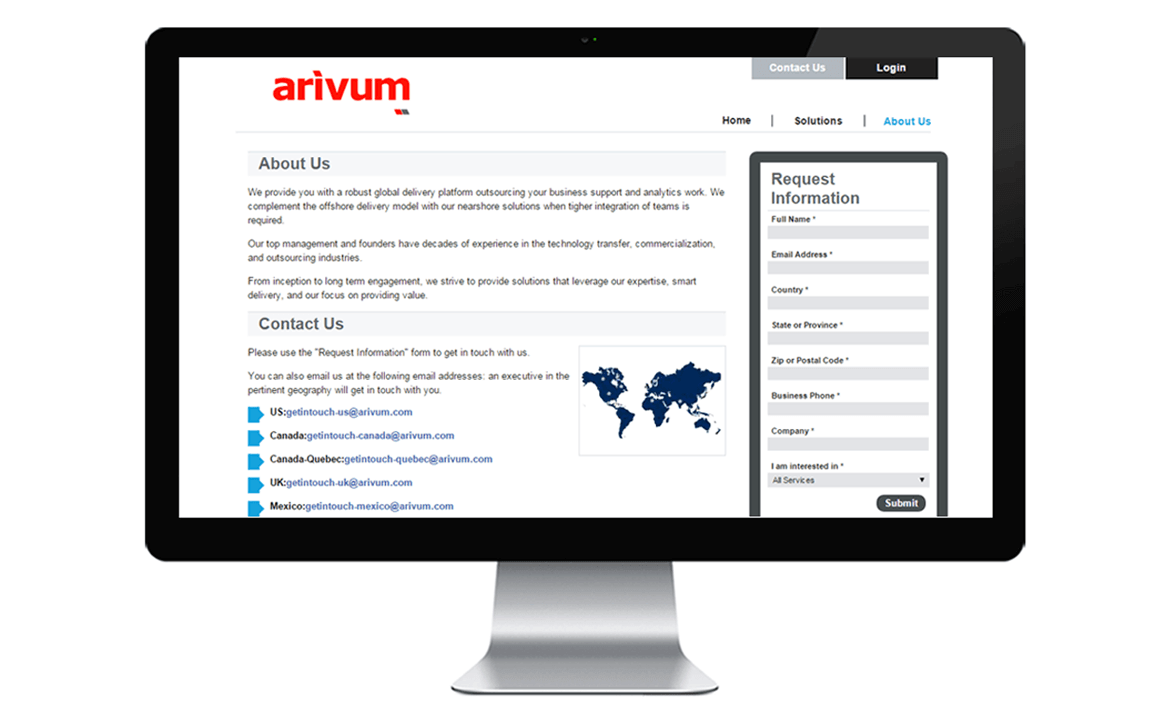 Contact Us
Login
arivum
Home | Solutions | About Us
About Us
We provide you with a robust global delivery platform outsourcing your business support and analytics work. We
complement the offshore delivery model with our nearshore solutions when tigher integration of teams is
required.
Our top management and founders have decades of experience in the technology transfer, commercialization,
and outsourcing industries.
From inception to long term engagement, we strive to provide solutions that leverage our expertise, smart
delivery, and our focus on providing value.
Contact Us
Please use the "Request Information" form to get in touch with us.
You can also email us at the following email addresses: an executive in the
pertinent geography will get in touch with you.
US:getintouch-us@arivum.com
Canada:getintouch-canada@arivum.com
Canada-Quebec:getintouch-quebec@arivum.com
UK:getintouch-uk@arivum.com
Mexico:getintouch-mexico@arivum.com
Request
Information
Full Name *
Email Address *
Country *
State or Province *
Zip or Postal Code *
Business Phone *
Company *
I am interested in *
All Services
Submit